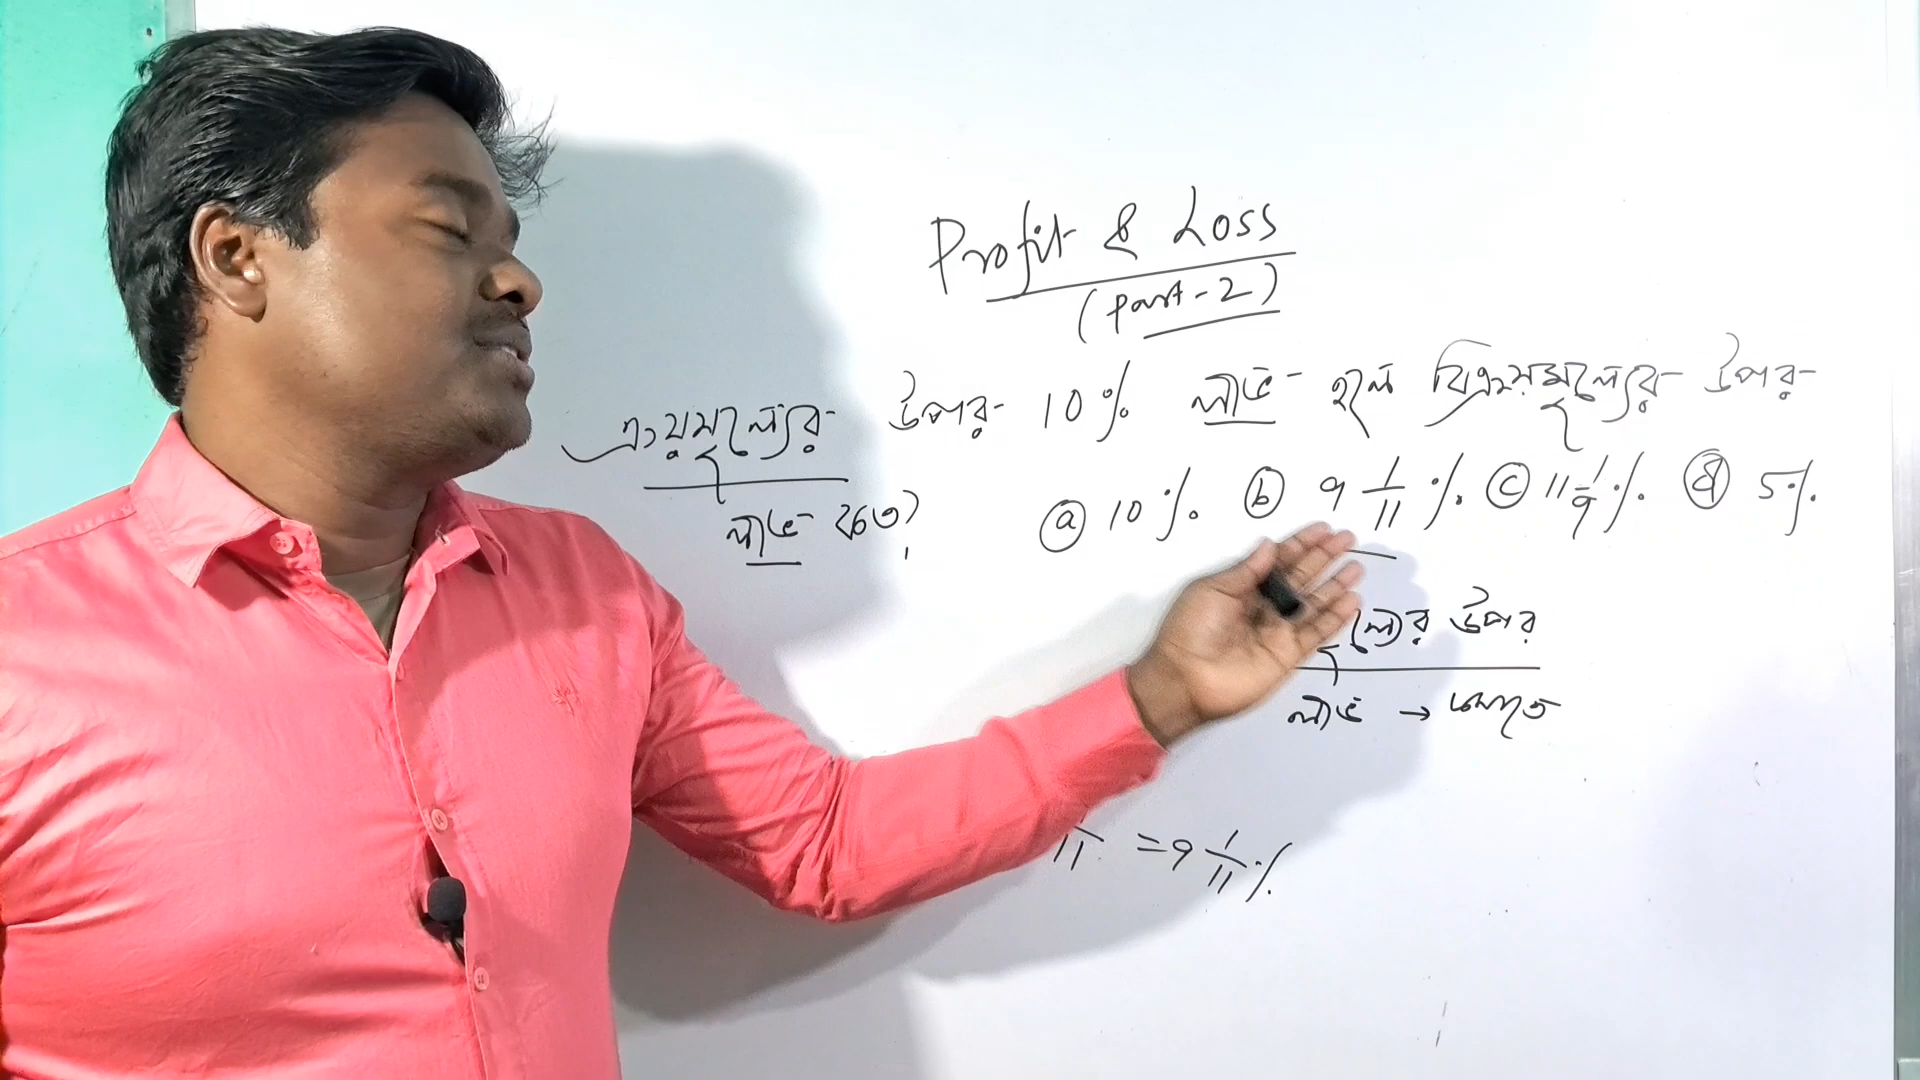 Profit & Loss
(Part-2)
ক্রয়মূল্যের উপর 10% লাভ হলে বিক্রয়মূল্যের উপর
লাভ কত? ⓐ 10% ⓑ 9 1/11 % ⓒ 11 1/9 % ⓓ 5%
ল্যের উপর
লাভ →
11 = 9 1/11 %